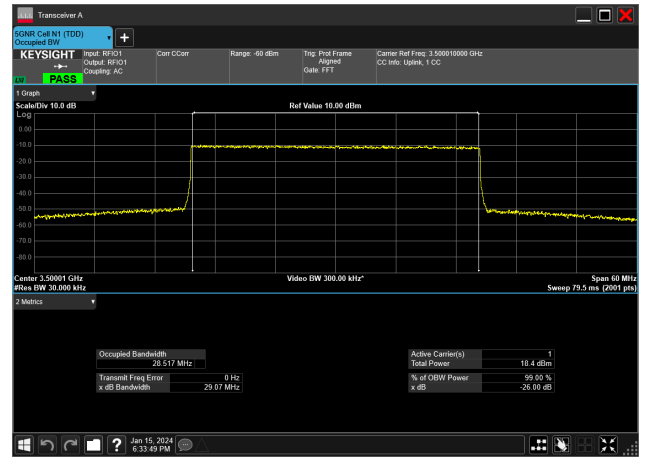 Transceiver A
5GNR Cell N1 (TDD)
Occupied BW
KEYSIGHT
LXI
PASS
Input: RFIO1
Output: RFIO1
Coupling: AC
Corr CCorr
Range: -60 dBm
Trig: Prot Frame
Aligned
Gate: FFT
Carrier Ref Freq: 3.500010000 GHz
CC Info: Uplink, 1 CC
1 Graph
Scale/Div 10.0 dB
Ref Value 10.00 dBm
Log
0.00
-10.0
-20.0
-30.0
-40.0
-50.0
-60.0
-70.0
-80.0
Center 3.50001 GHz
Video BW 300.00 kHz*
Span 60 MHz
#Res BW 30.000 kHz
Sweep 79.5 ms (2001 pts)
2 Metrics
Occupied Bandwidth
28.517 MHz
Transmit Freq Error 0 Hz
x dB Bandwidth 29.07 MHz
Active Carrier(s) 1
Total Power 18.4 dBm
% of OBW Power 99.00 %
x dB -26.00 dB
Jan 15, 2024
6:33:49 PM